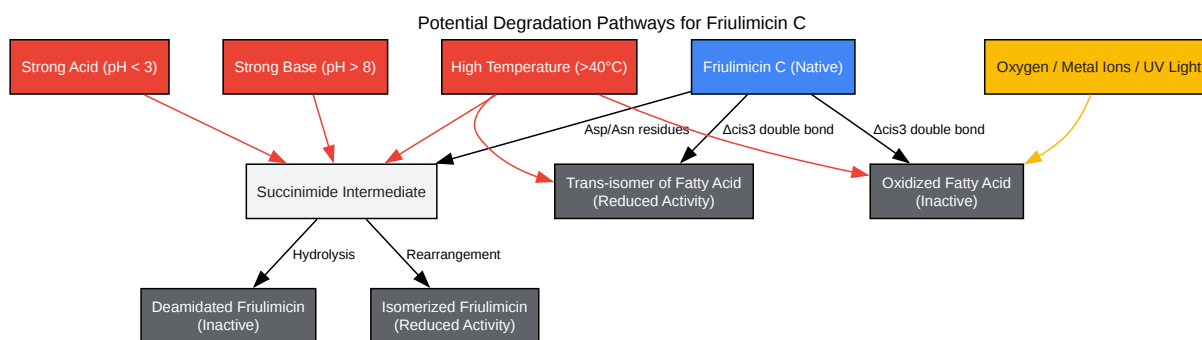 Potential Degradation Pathways for Friulimicin C
Strong Acid (pH < 3)
Strong Base (pH > 8)
High Temperature (>40°C)
Friulimicin C (Native)
Oxygen / Metal Ions / UV Light
Asp/Asn residues
Δcis3 double bond
Δcis3 double bond
Succinimide Intermediate
Trans-isomer of Fatty Acid
(Reduced Activity)
Oxidized Fatty Acid
(Inactive)
Hydrolysis
Rearrangement
Deamidated Friulimicin
(Inactive)
Isomerized Friulimicin
(Reduced Activity)